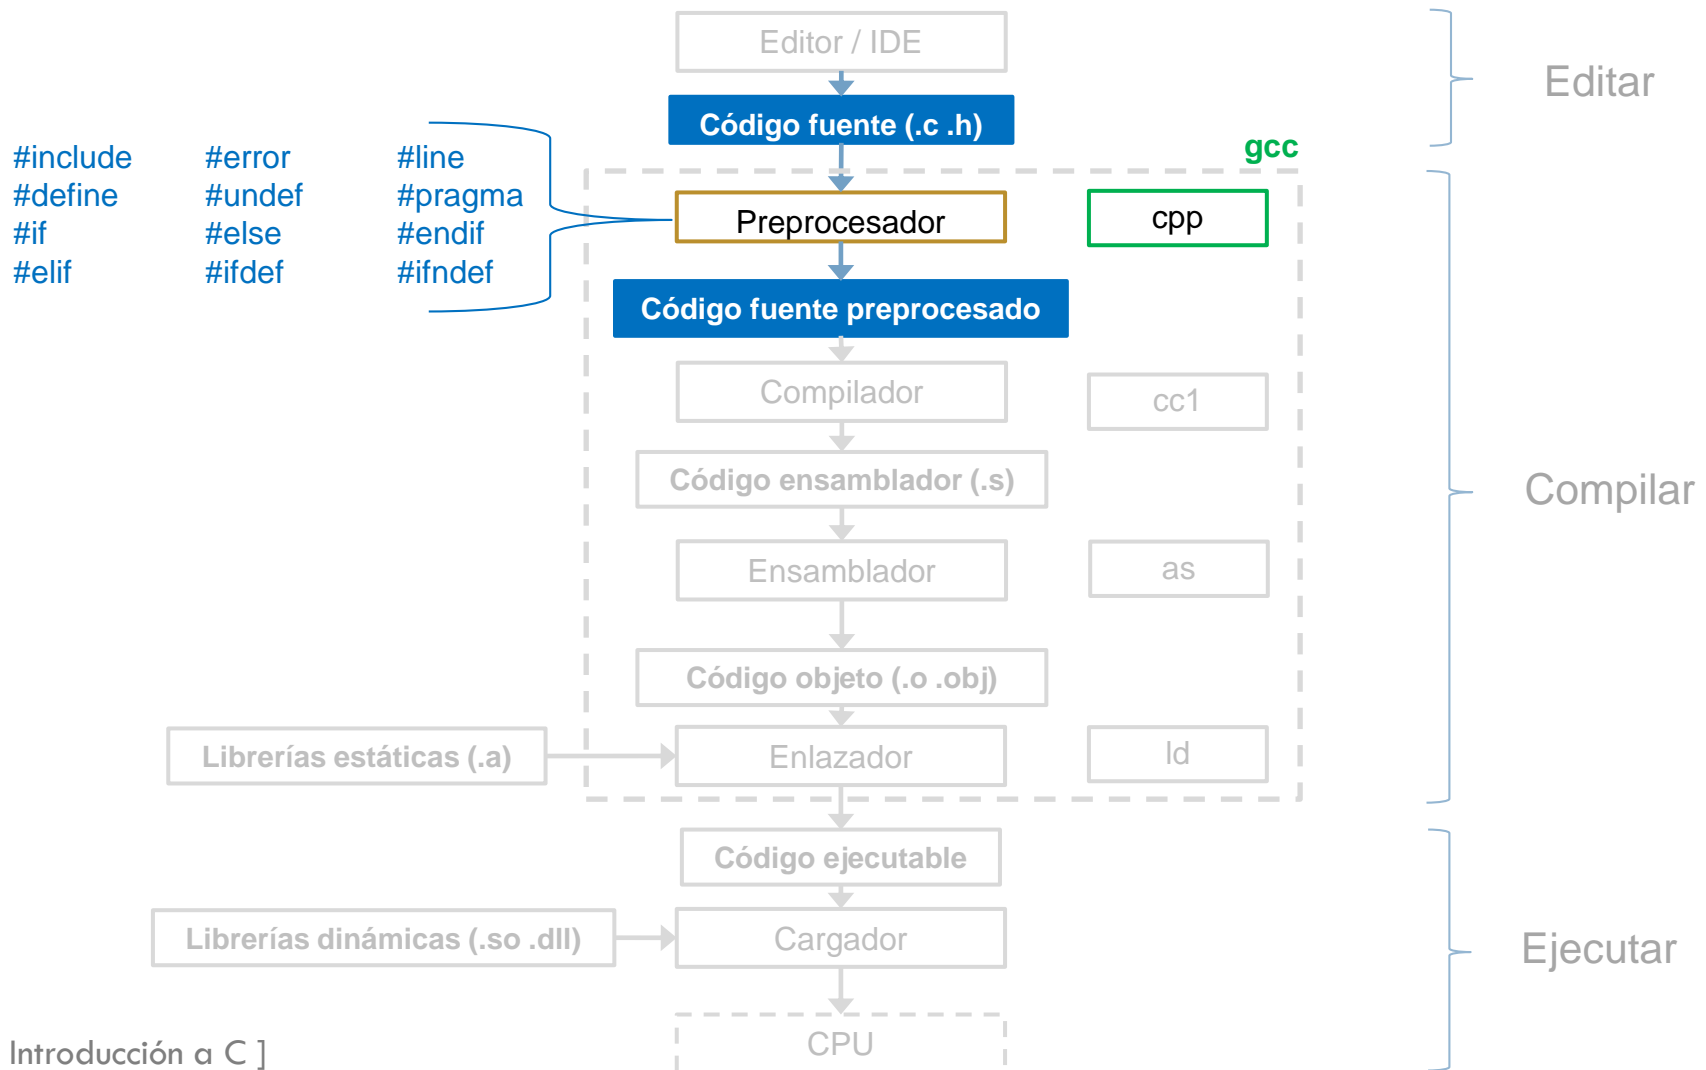 Editor / IDE
Editar
Código fuente (.c .h)
gcc
#include #error #line
#define #undef #pragma
#if #else #endif
#elif #ifdef #ifndef
Preprocesador
cpp
Código fuente preprocesado
Compilador
cc1
Código ensamblador (.s)
Compilar
Ensamblador
as
Código objeto (.o .obj)
Librerías estáticas (.a)
Enlazador
ld
Código ejecutable
Librerías dinámicas (.so .dll)
Cargador
Ejecutar
CPU
Introducción a C ]